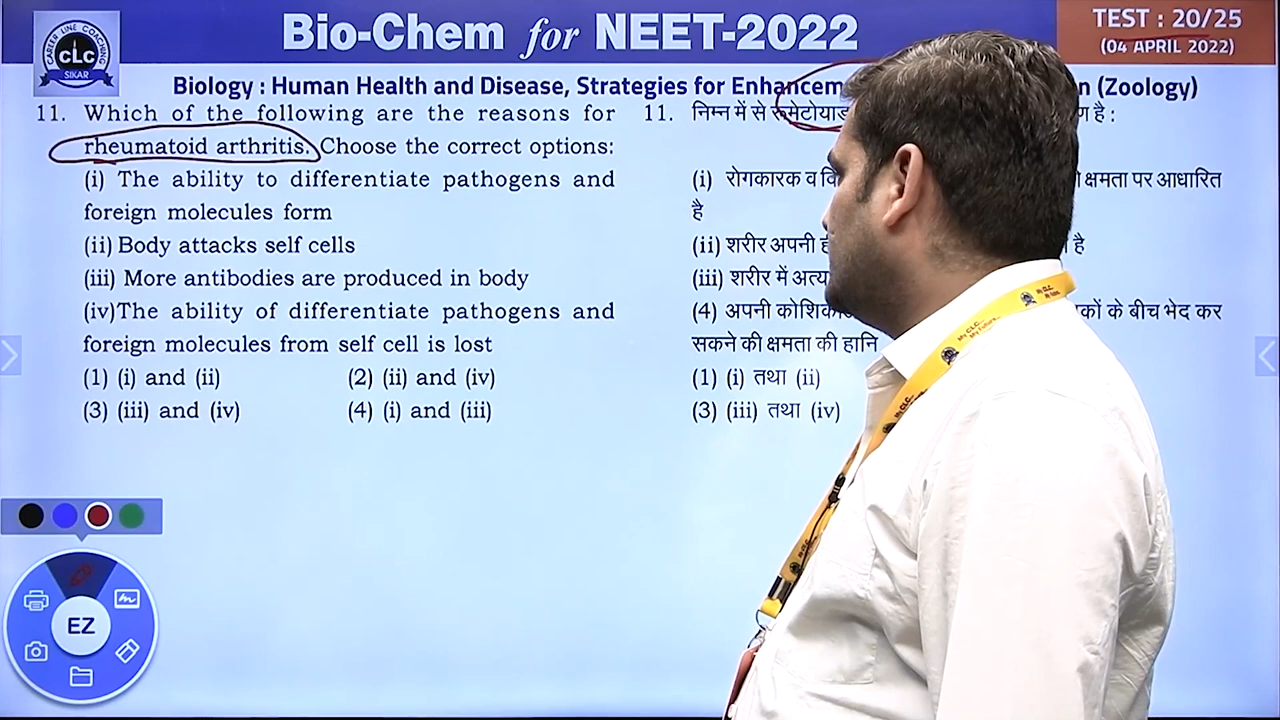 CAREER LINE COACHING
CLC
SIKAR
Bio-Chem for NEET-2022
TEST : 20/25
(04 APRIL 2022)
Biology : Human Health and Disease, Strategies for Enhancem
n (Zoology)
11. Which of the following are the reasons for
rheumatoid arthritis. Choose the correct options:
(i) The ability to differentiate pathogens and
foreign molecules form
(ii) Body attacks self cells
(iii) More antibodies are produced in body
(iv)The ability of differentiate pathogens and
foreign molecules from self cell is lost
(1) (i) and (ii) (2) (ii) and (iv)
(3) (iii) and (iv) (4) (i) and (iii)
11. निम्न में से है :
(i) रोगकारक व क्षमता पर आधारित
है
(ii) शरीर अपनी है
(iii) शरीर में
(4) अपनी के बीच भेद कर
सकने की क्षमता की हानि
(1) (i) तथा (ii)
(3) (iii) तथा (iv)
EZ
My CLC...
My Future...